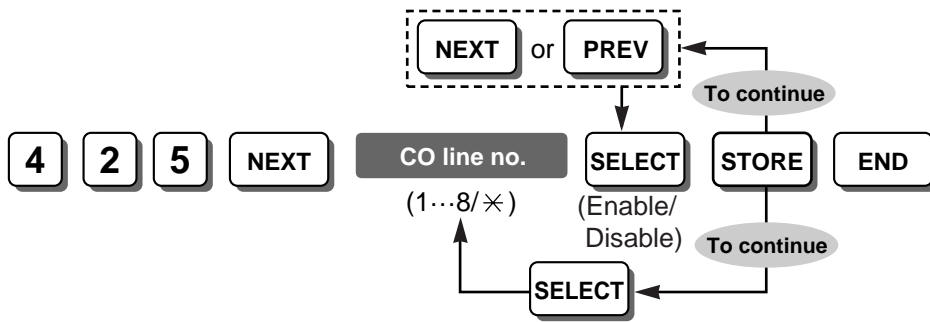 NEXT or PREV
To continue
4 2 5 NEXT CO line no. SELECT STORE END
(1···8/✳)
(Enable/
Disable)
To continue
SELECT